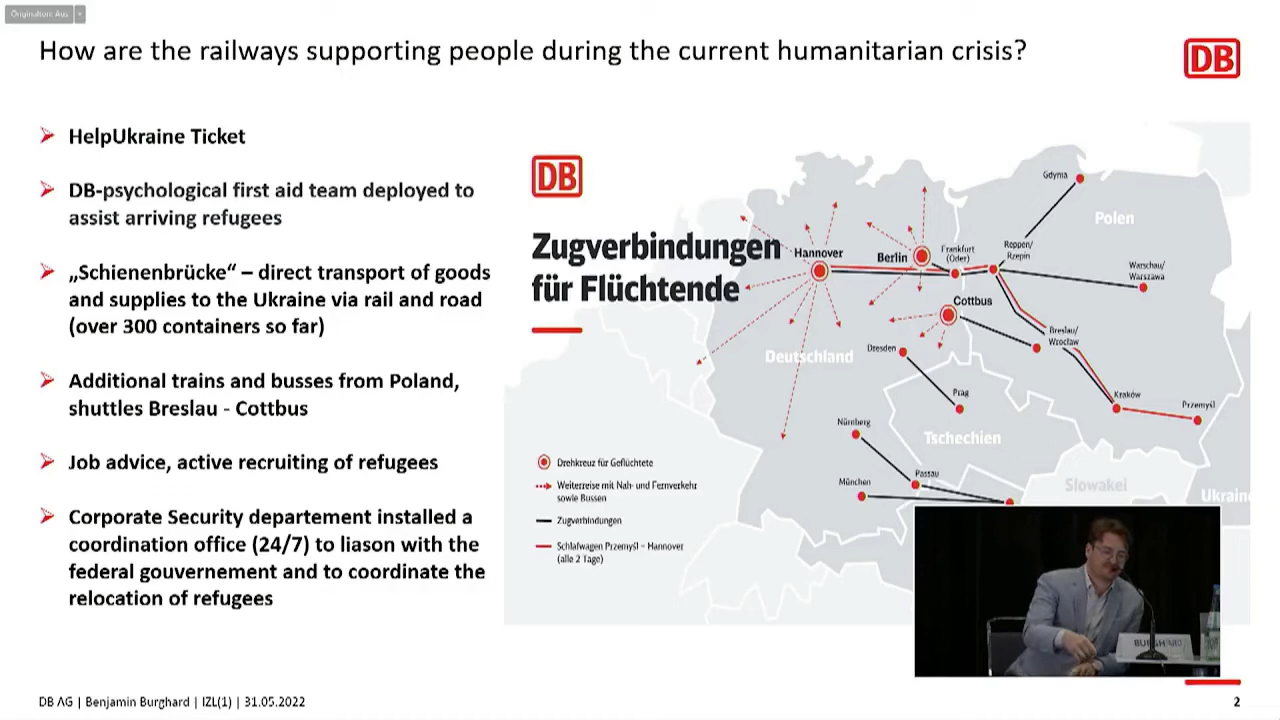 Originalton: Aus
How are the railways supporting people during the current humanitarian crisis?
DB
HelpUkraine Ticket
DB-psychological first aid team deployed to
assist arriving refugees
„Schienenbrücke“ – direct transport of goods
and supplies to the Ukraine via rail and road
(over 300 containers so far)
Additional trains and busses from Poland,
shuttles Breslau - Cottbus
Job advice, active recruiting of refugees
Corporate Security departement installed a
coordination office (24/7) to liason with the
federal gouvernement and to coordinate the
relocation of refugees
DB
Zugverbindungen
für Flüchtende
Gdynia
Polen
Hannover
Berlin
Frankfurt
(Oder)
Reppen/
Rzepin
Warschau/
Warszawa
Cottbus
Breslau/
Wrocław
Dresden
Deutschland
Prag
Kraków
Przemyśl
Nürnberg
Tschechien
Passau
München
Slowakei
Ukraine
Drehkreuz für Geflüchtete
Weiterreise mit Nah- und Fernverkehr
sowie Bussen
Zugverbindungen
Schlafwagen Przemyśl – Hannover
(alle 2 Tage)
BURGHARD
DB AG | Benjamin Burghard | IZL(1) | 31.05.2022
2